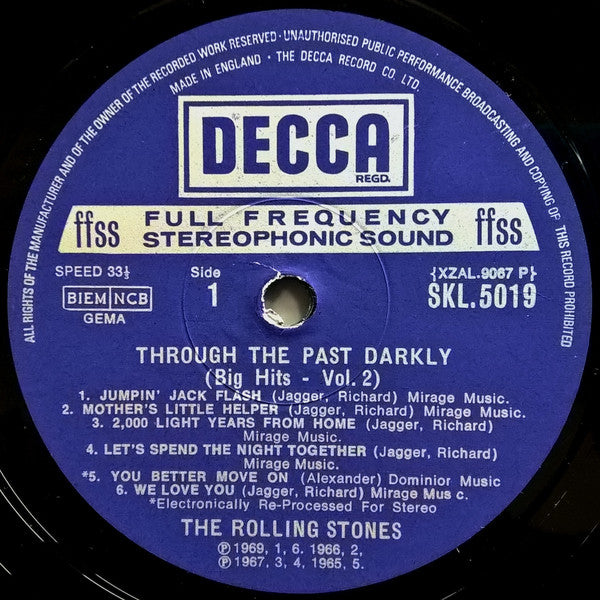 ALL RIGHTS OF THE MANUFACTURER AND OF THE OWNER OF THE RECORDED WORK RESERVED · UNAUTHORISED PUBLIC PERFORMANCE BROADCASTING AND COPYING OF THIS RECORD PROHIBITED
MADE IN ENGLAND · THE DECCA RECORD CO. LTD.
DECCA
REGD.
ffss FULL FREQUENCY STEREOPHONIC SOUND ffss
SPEED 33⅓ Side 1 {XZAL.9067 P}
BIEM NCB SKL.5019
GEMA
THROUGH THE PAST DARKLY
(Big Hits - Vol. 2)
1. JUMPIN' JACK FLASH (Jagger, Richard) Mirage Music.
2. MOTHER'S LITTLE HELPER (Jagger, Richard) Mirage Music.
3. 2,000 LIGHT YEARS FROM HOME (Jagger, Richard)
Mirage Music.
4. LET'S SPEND THE NIGHT TOGETHER (Jagger, Richard)
Mirage Music.
*5. YOU BETTER MOVE ON (Alexander) Dominior Music
6. WE LOVE YOU (Jagger, Richard) Mirage Mus c.
*Electronically Re-Processed For Stereo
THE ROLLING STONES
Ⓟ 1969, 1, 6. 1966, 2,
Ⓟ 1967, 3, 4, 1965, 5.